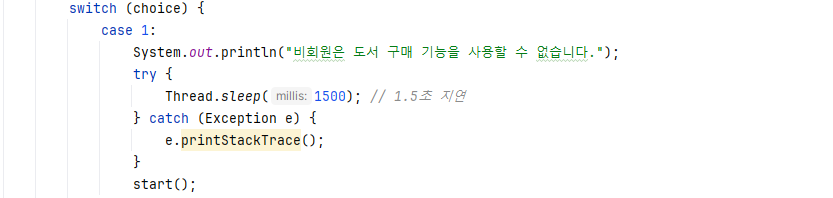 switch (choice) {
case 1:
System.out.println("비회원은 도서 구매 기능을 사용할 수 없습니다.");
try {
Thread.sleep( millis: 1500); // 1.5초 지연
} catch (Exception e) {
e.printStackTrace();
}
start();